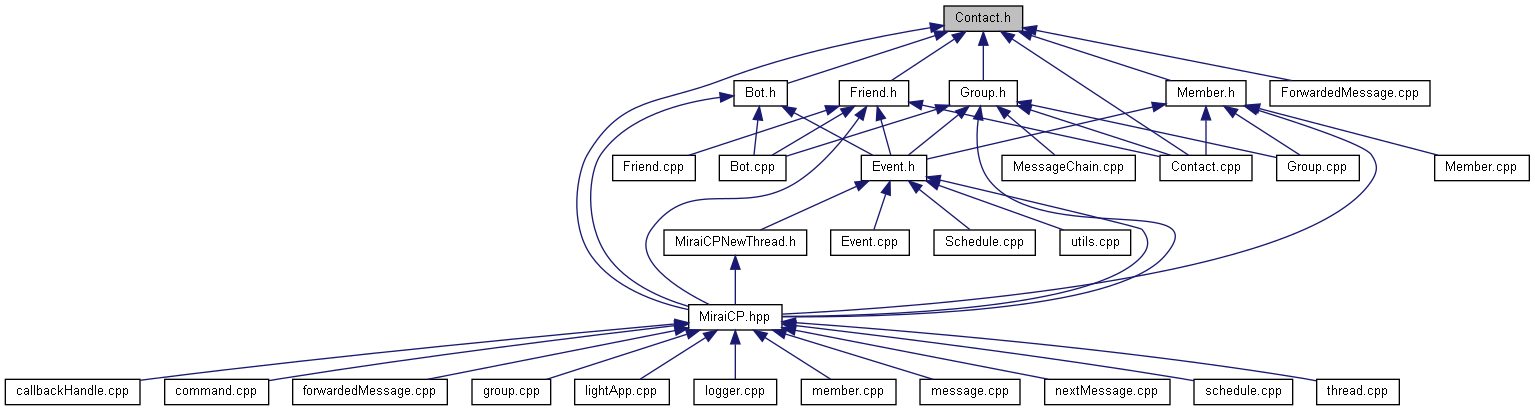 Contact.h
Bot.h
Friend.h
Group.h
Member.h
ForwardedMessage.cpp
Friend.cpp
Bot.cpp
Event.h
MessageChain.cpp
Contact.cpp
Group.cpp
Member.cpp
MiraiCPNewThread.h
Event.cpp
Schedule.cpp
utils.cpp
MiraiCP.hpp
callbackHandle.cpp
command.cpp
forwardedMessage.cpp
group.cpp
lightApp.cpp
logger.cpp
member.cpp
message.cpp
nextMessage.cpp
schedule.cpp
thread.cpp